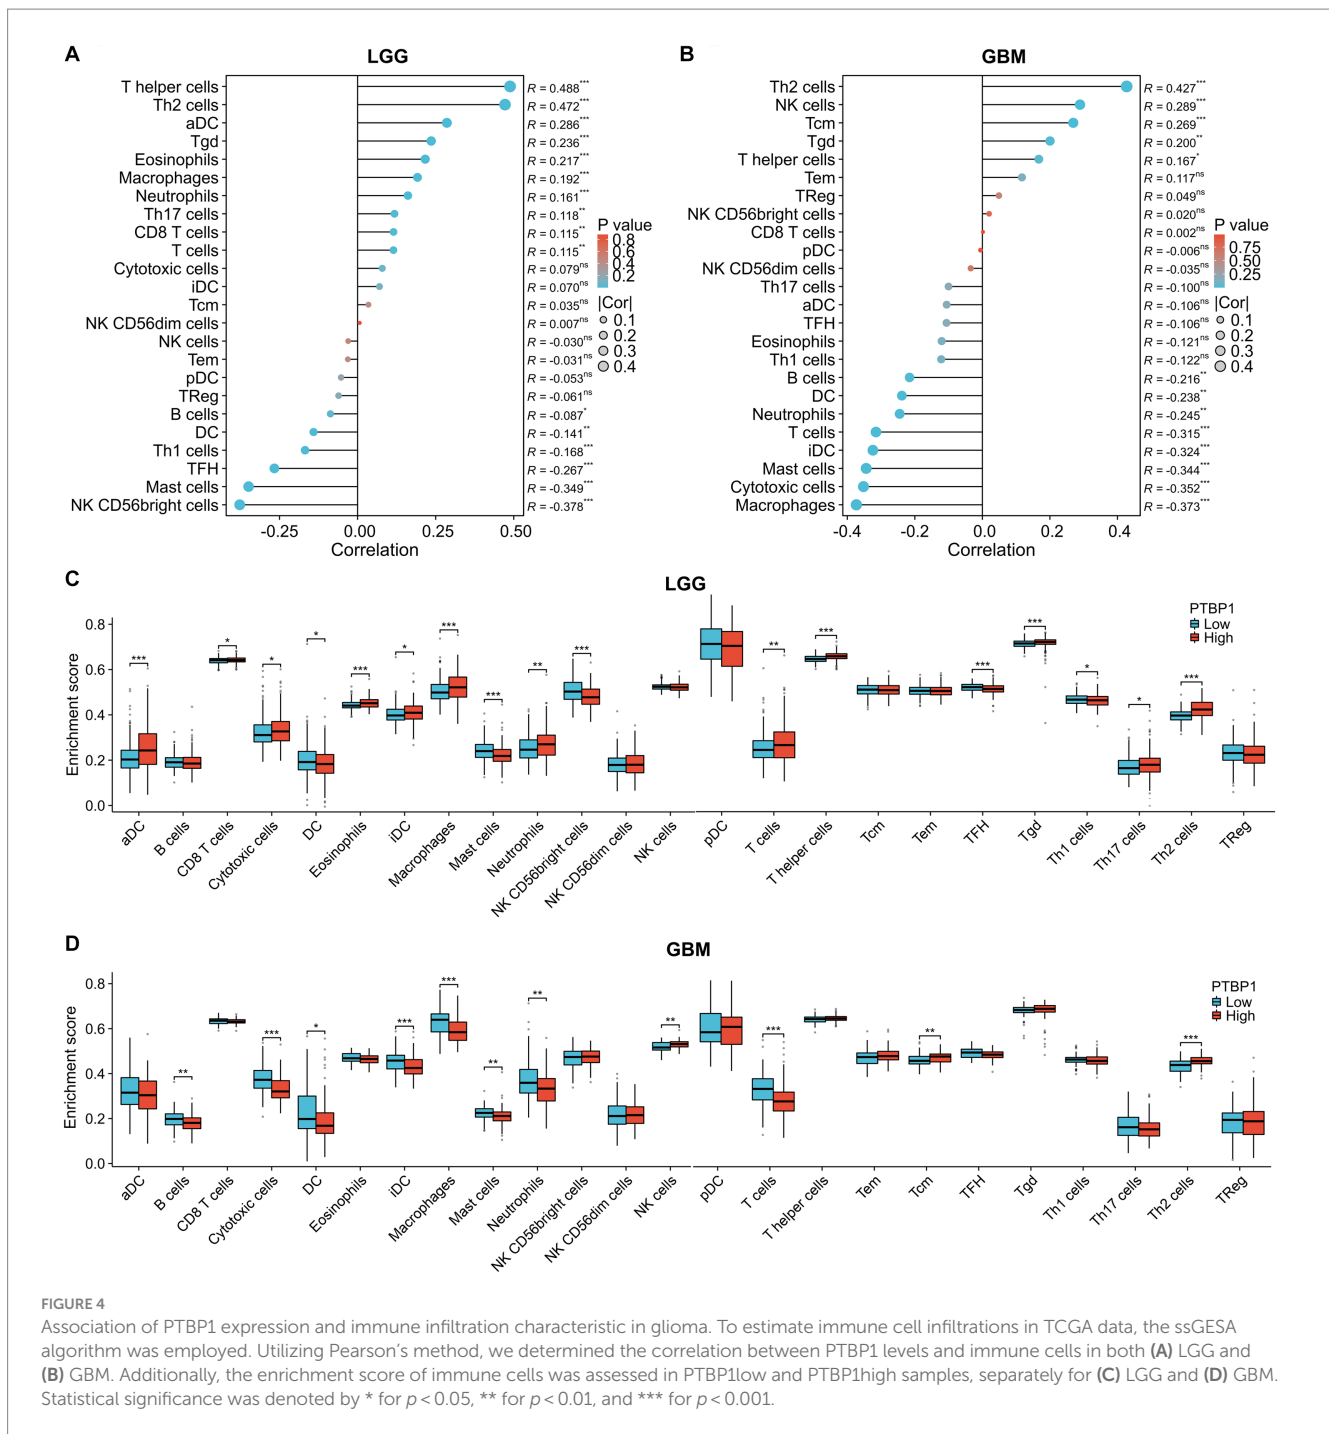 A
LGG
T helper cells R = 0.488***
Th2 cells R = 0.472***
aDC R = 0.286***
Tgd R = 0.236***
Eosinophils R = 0.217***
Macrophages R = 0.192***
Neutrophils R = 0.161***
Th17 cells R = 0.118**
CD8 T cells R = 0.115**
T cells R = 0.115**
Cytotoxic cells R = 0.079ns
iDC R = 0.070ns
Tcm R = 0.035ns
NK CD56dim cells R = 0.007ns
NK cells R = -0.030ns
Tem R = -0.031ns
pDC R = -0.053ns
TReg R = -0.061ns
B cells R = -0.087*
DC R = -0.141**
Th1 cells R = -0.168***
TFH R = -0.267***
Mast cells R = -0.349***
NK CD56bright cells R = -0.378***
-0.25 0.00 0.25 0.50
Correlation
P value
0.8
0.6
0.4
0.2
|Cor|
0.1
0.2
0.3
0.4
B
GBM
Th2 cells R = 0.427***
NK cells R = 0.289***
Tcm R = 0.269***
Tgd R = 0.200**
T helper cells R = 0.167*
Tem R = 0.117ns
TReg R = 0.049ns
NK CD56bright cells R = 0.020ns
CD8 T cells R = 0.002ns
pDC R = -0.006ns
NK CD56dim cells R = -0.035ns
Th17 cells R = -0.100ns
aDC R = -0.106ns
TFH R = -0.106ns
Eosinophils R = -0.121ns
Th1 cells R = -0.122ns
B cells R = -0.216**
DC R = -0.238**
Neutrophils R = -0.245**
T cells R = -0.315***
iDC R = -0.324***
Mast cells R = -0.344***
Cytotoxic cells R = -0.352***
Macrophages R = -0.373***
-0.4 -0.2 0.0 0.2 0.4
Correlation
P value
0.75
0.50
0.25
|Cor|
0.1
0.2
0.3
0.4
C
LGG
Enrichment score
0.8
0.6
0.4
0.2
0.0
*** * * * *** * *** *** ** *** ** *** *** *** * * ***
PTBP1
Low
High
aDC B cells CD8 T cells Cytotoxic cells DC Eosinophils iDC Macrophages Mast cells Neutrophils NK CD56bright cells NK CD56dim cells NK cells pDC T cells T helper cells Tcm Tem TFH Tgd Th1 cells Th17 cells Th2 cells TReg
D
GBM
Enrichment score
0.8
0.6
0.4
0.2
0.0
** *** * *** *** ** ** ** *** ** ***
PTBP1
Low
High
aDC B cells CD8 T cells Cytotoxic cells DC Eosinophils iDC Macrophages Mast cells Neutrophils NK CD56bright cells NK CD56dim cells NK cells pDC T cells T helper cells Tem Tcm TFH Tgd Th1 cells Th17 cells Th2 cells TReg
FIGURE 4
Association of PTBP1 expression and immune infiltration characteristic in glioma. To estimate immune cell infiltrations in TCGA data, the ssGESA
algorithm was employed. Utilizing Pearson's method, we determined the correlation between PTBP1 levels and immune cells in both (A) LGG and
(B) GBM. Additionally, the enrichment score of immune cells was assessed in PTBP1low and PTBP1high samples, separately for (C) LGG and (D) GBM.
Statistical significance was denoted by * for p < 0.05, ** for p < 0.01, and *** for p < 0.001.